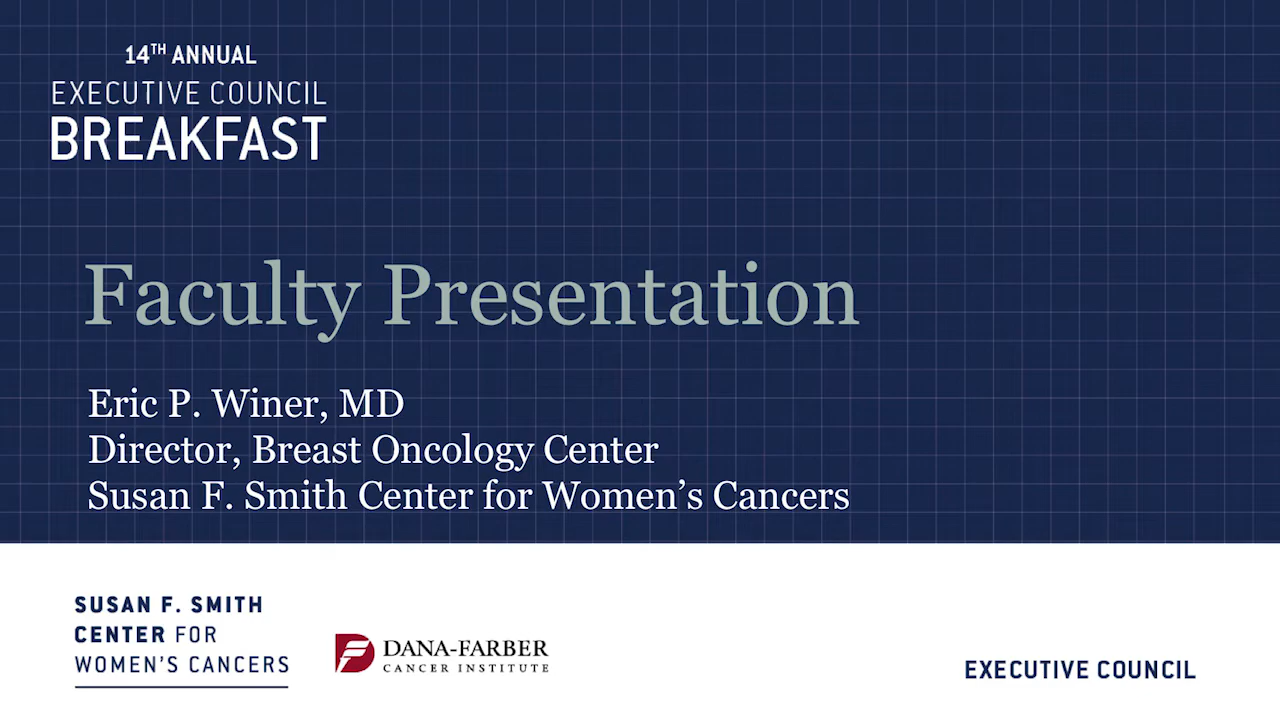 14TH ANNUAL
EXECUTIVE COUNCIL
BREAKFAST
Faculty Presentation
Eric P. Winer, MD
Director, Breast Oncology Center
Susan F. Smith Center for Women’s Cancers
SUSAN F. SMITH
CENTER FOR
WOMEN’S CANCERS
DANA-FARBER
CANCER INSTITUTE
EXECUTIVE COUNCIL